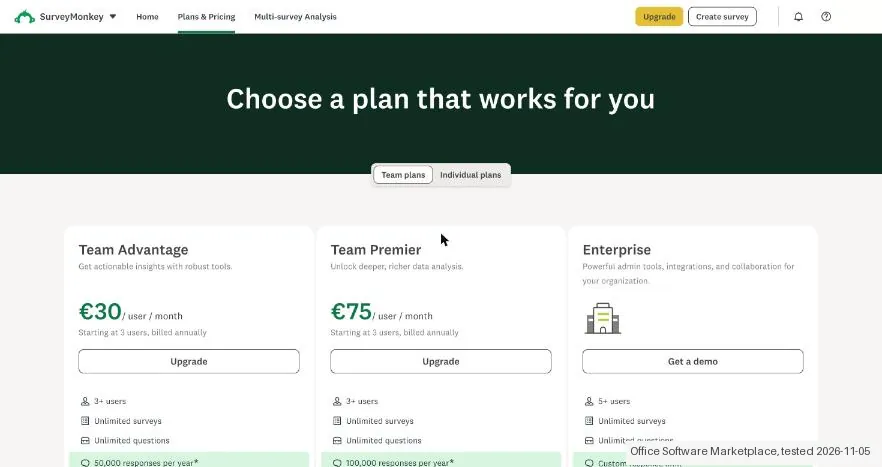 SurveyMonkey
Home
Plans & Pricing
Multi-survey Analysis
Upgrade
Create survey
Choose a plan that works for you
Team plans
Individual plans
Team Advantage
Get actionable insights with robust tools.
€30 / user / month
Starting at 3 users, billed annually
Upgrade
3+ users
Unlimited surveys
Unlimited questions
50,000 responses per year*
Team Premier
Unlock deeper, richer data analysis.
€75 / user / month
Starting at 3 users, billed annually
Upgrade
3+ users
Unlimited surveys
Unlimited questions
100,000 responses per year*
Enterprise
Powerful admin tools, integrations, and collaboration for
your organization.
Get a demo
5+ users
Unlimited surveys
Unlimited questions
Custom
Office Software Marketplace, tested 2026-11-05